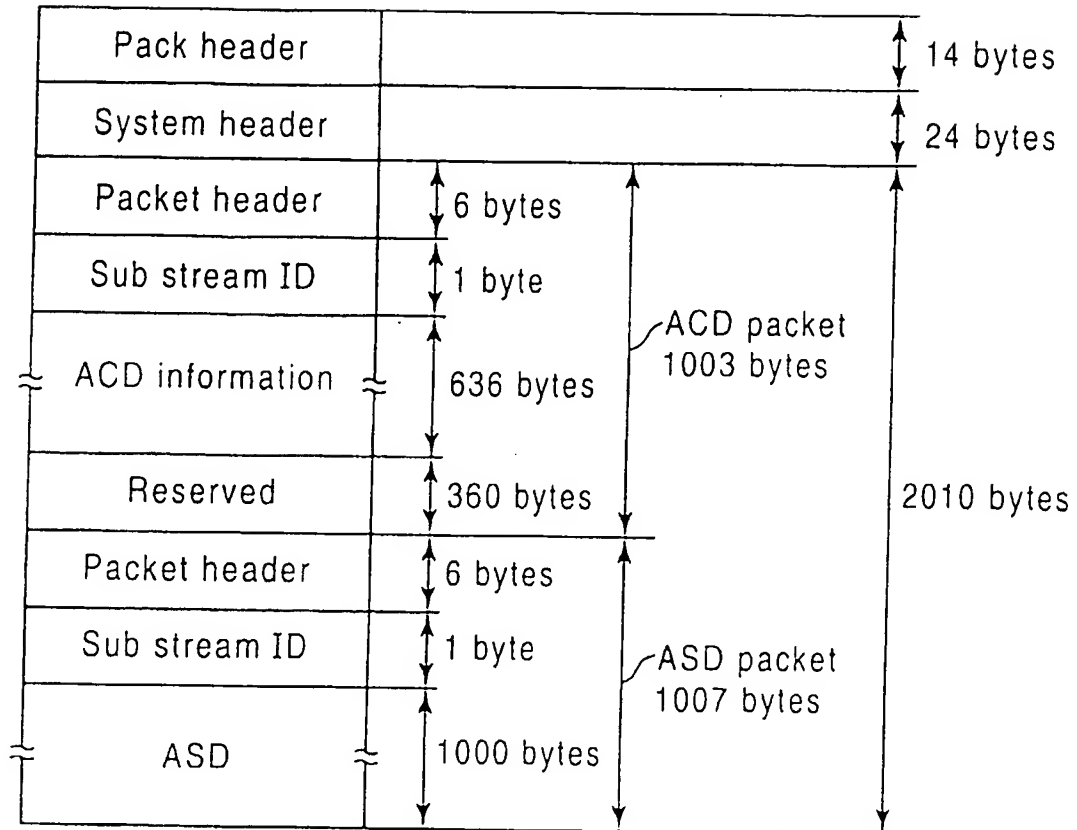 Pack header
14 bytes
System header
24 bytes
Packet header
6 bytes
Sub stream ID
1 byte
ACD information
636 bytes
ACD packet
1003 bytes
Reserved
360 bytes
2010 bytes
Packet header
6 bytes
Sub stream ID
1 byte
ASD packet
1007 bytes
ASD
1000 bytes